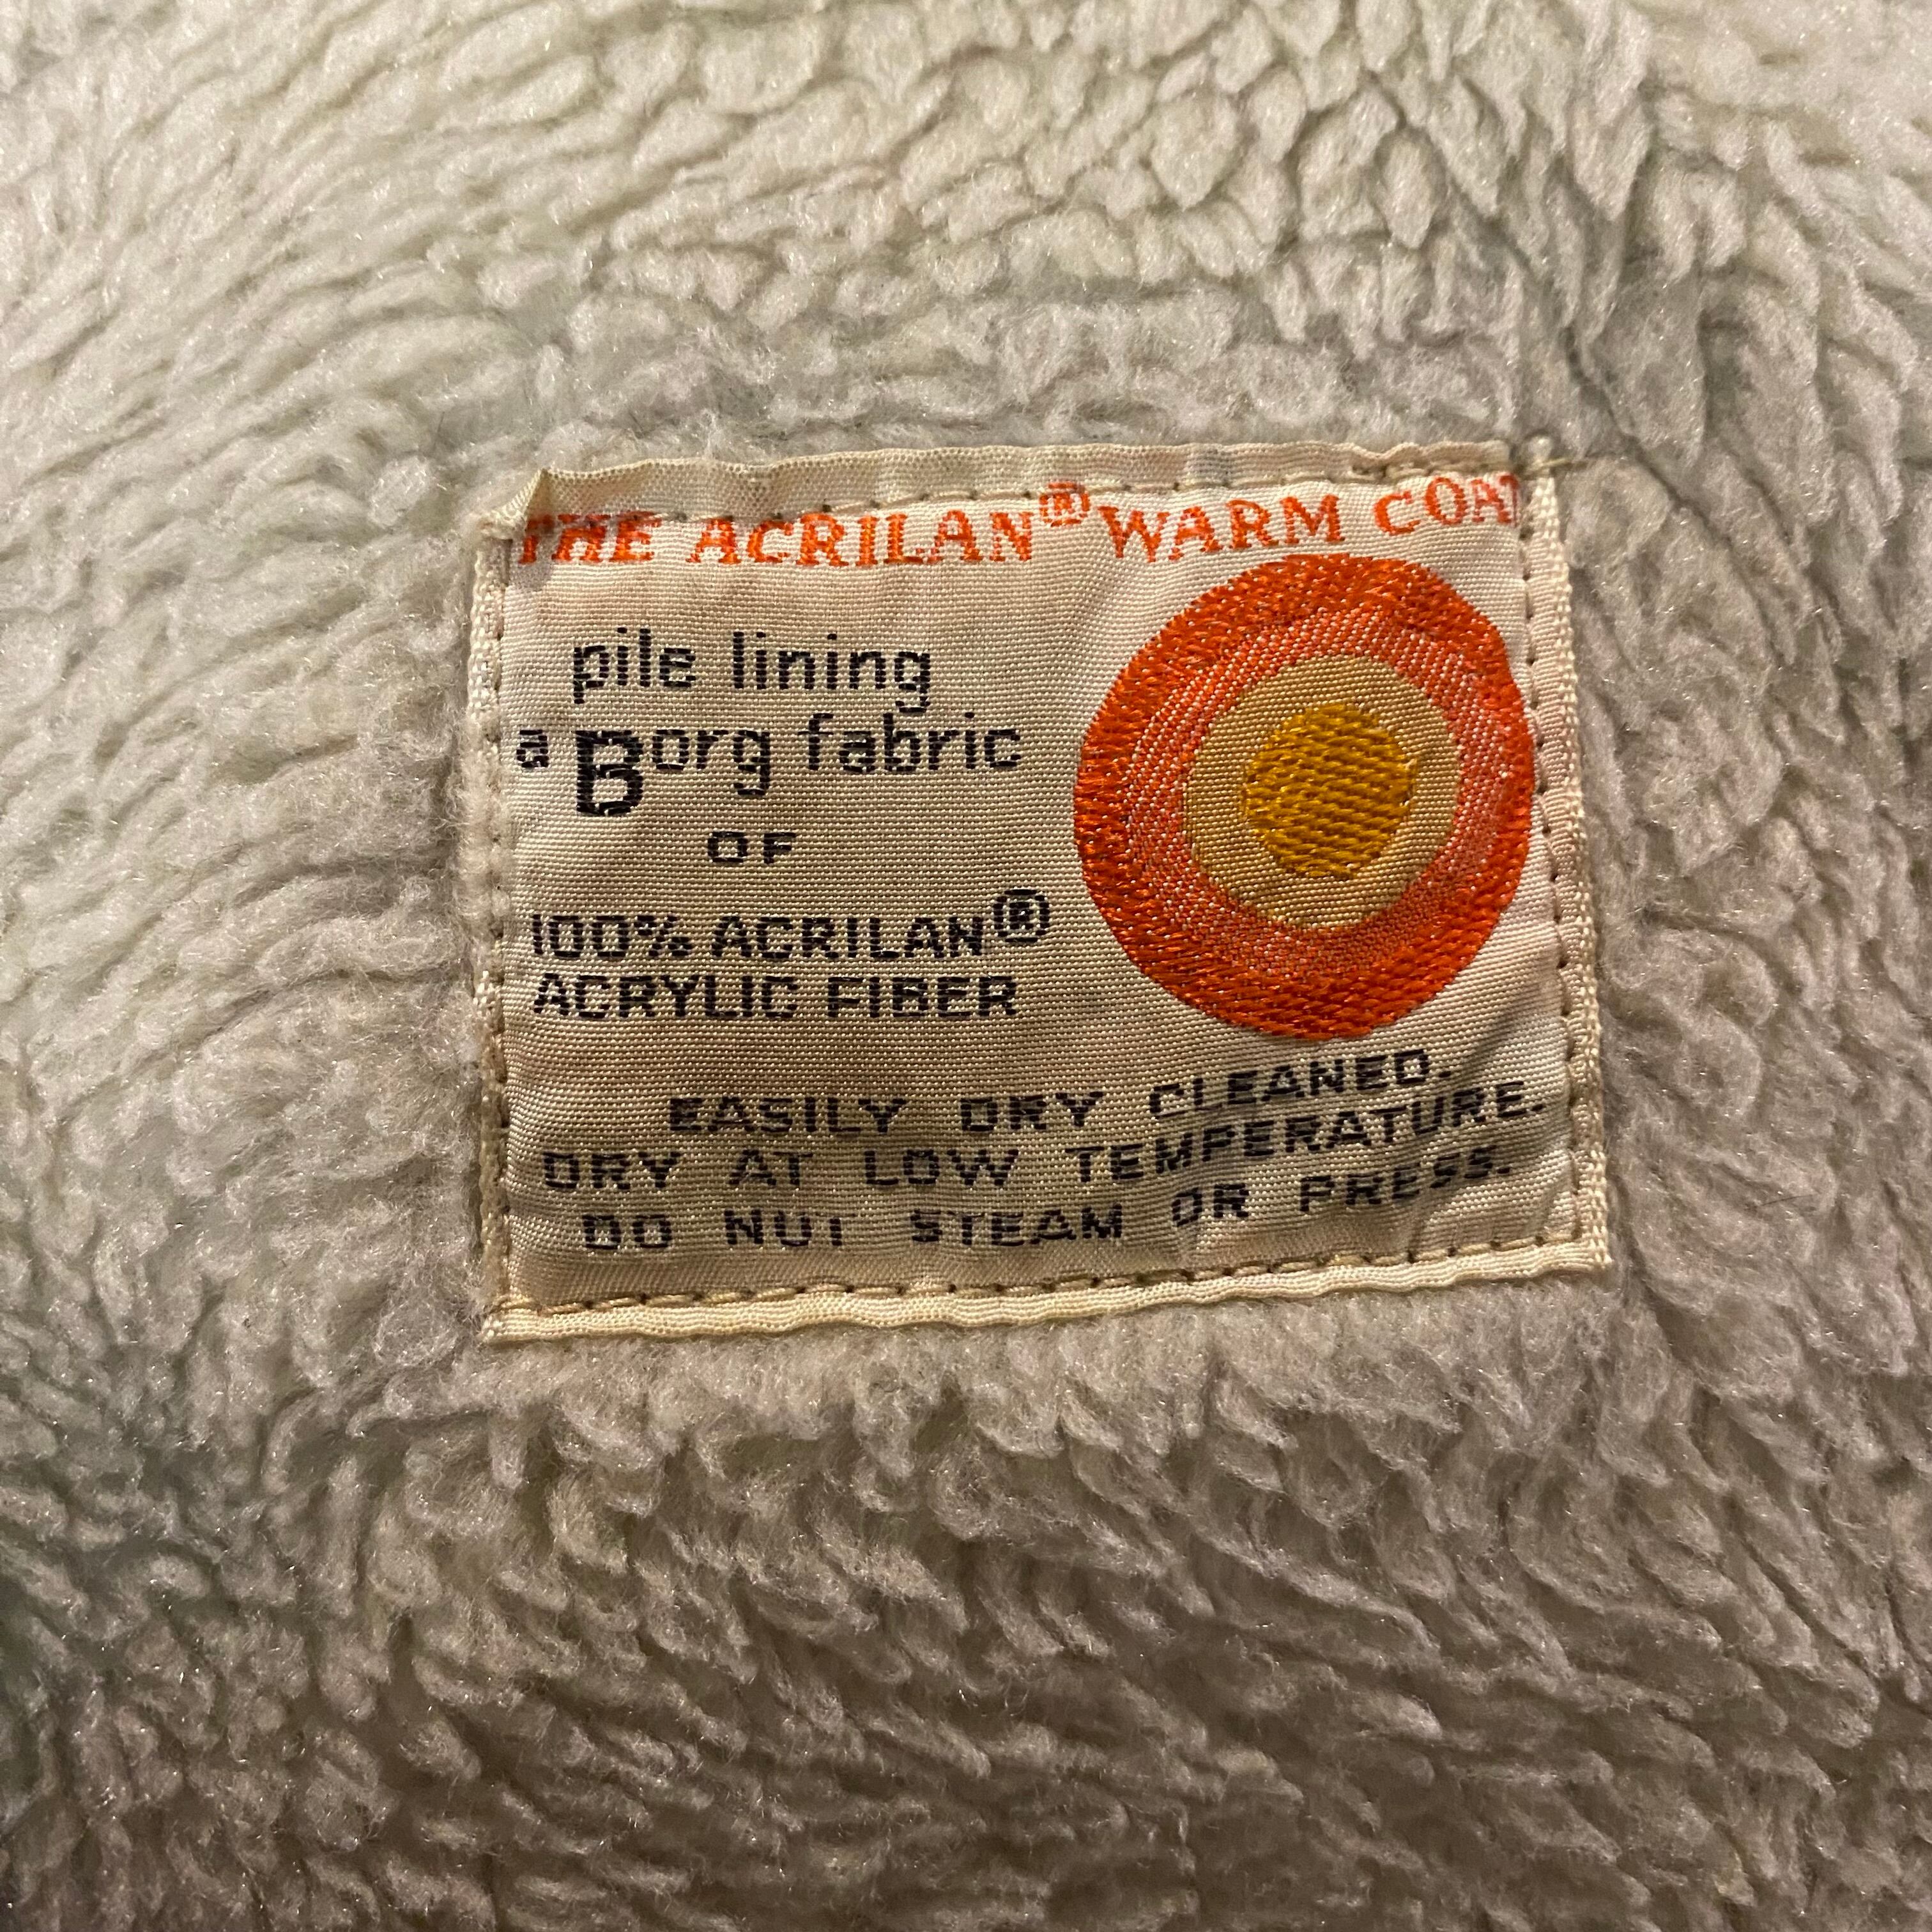 THE ACRILAN® WARM COAT
pile lining
a Borg fabric
OF
100% ACRILAN®
ACRYLIC FIBER
EASILY DRY CLEANED.
DRY AT LOW TEMPERATURE.
DO NOT STEAM OR PRESS.